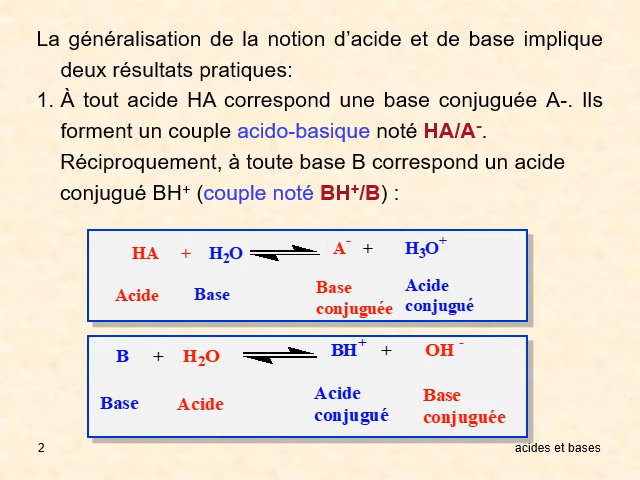 La généralisation de la notion d’acide et de base implique
deux résultats pratiques:
1. À tout acide HA correspond une base conjuguée A-. Ils
forment un couple acido-basique noté HA/A⁻.
Réciproquement, à toute base B correspond un acide
conjugué BH⁺ (couple noté BH⁺/B) :
HA + H₂O ⇌ A⁻ + H₃O⁺
Acide Base Base conjuguée Acide conjugué
B + H₂O ⇌ BH⁺ + OH⁻
Base Acide Acide conjugué Base conjuguée
2 acides et bases